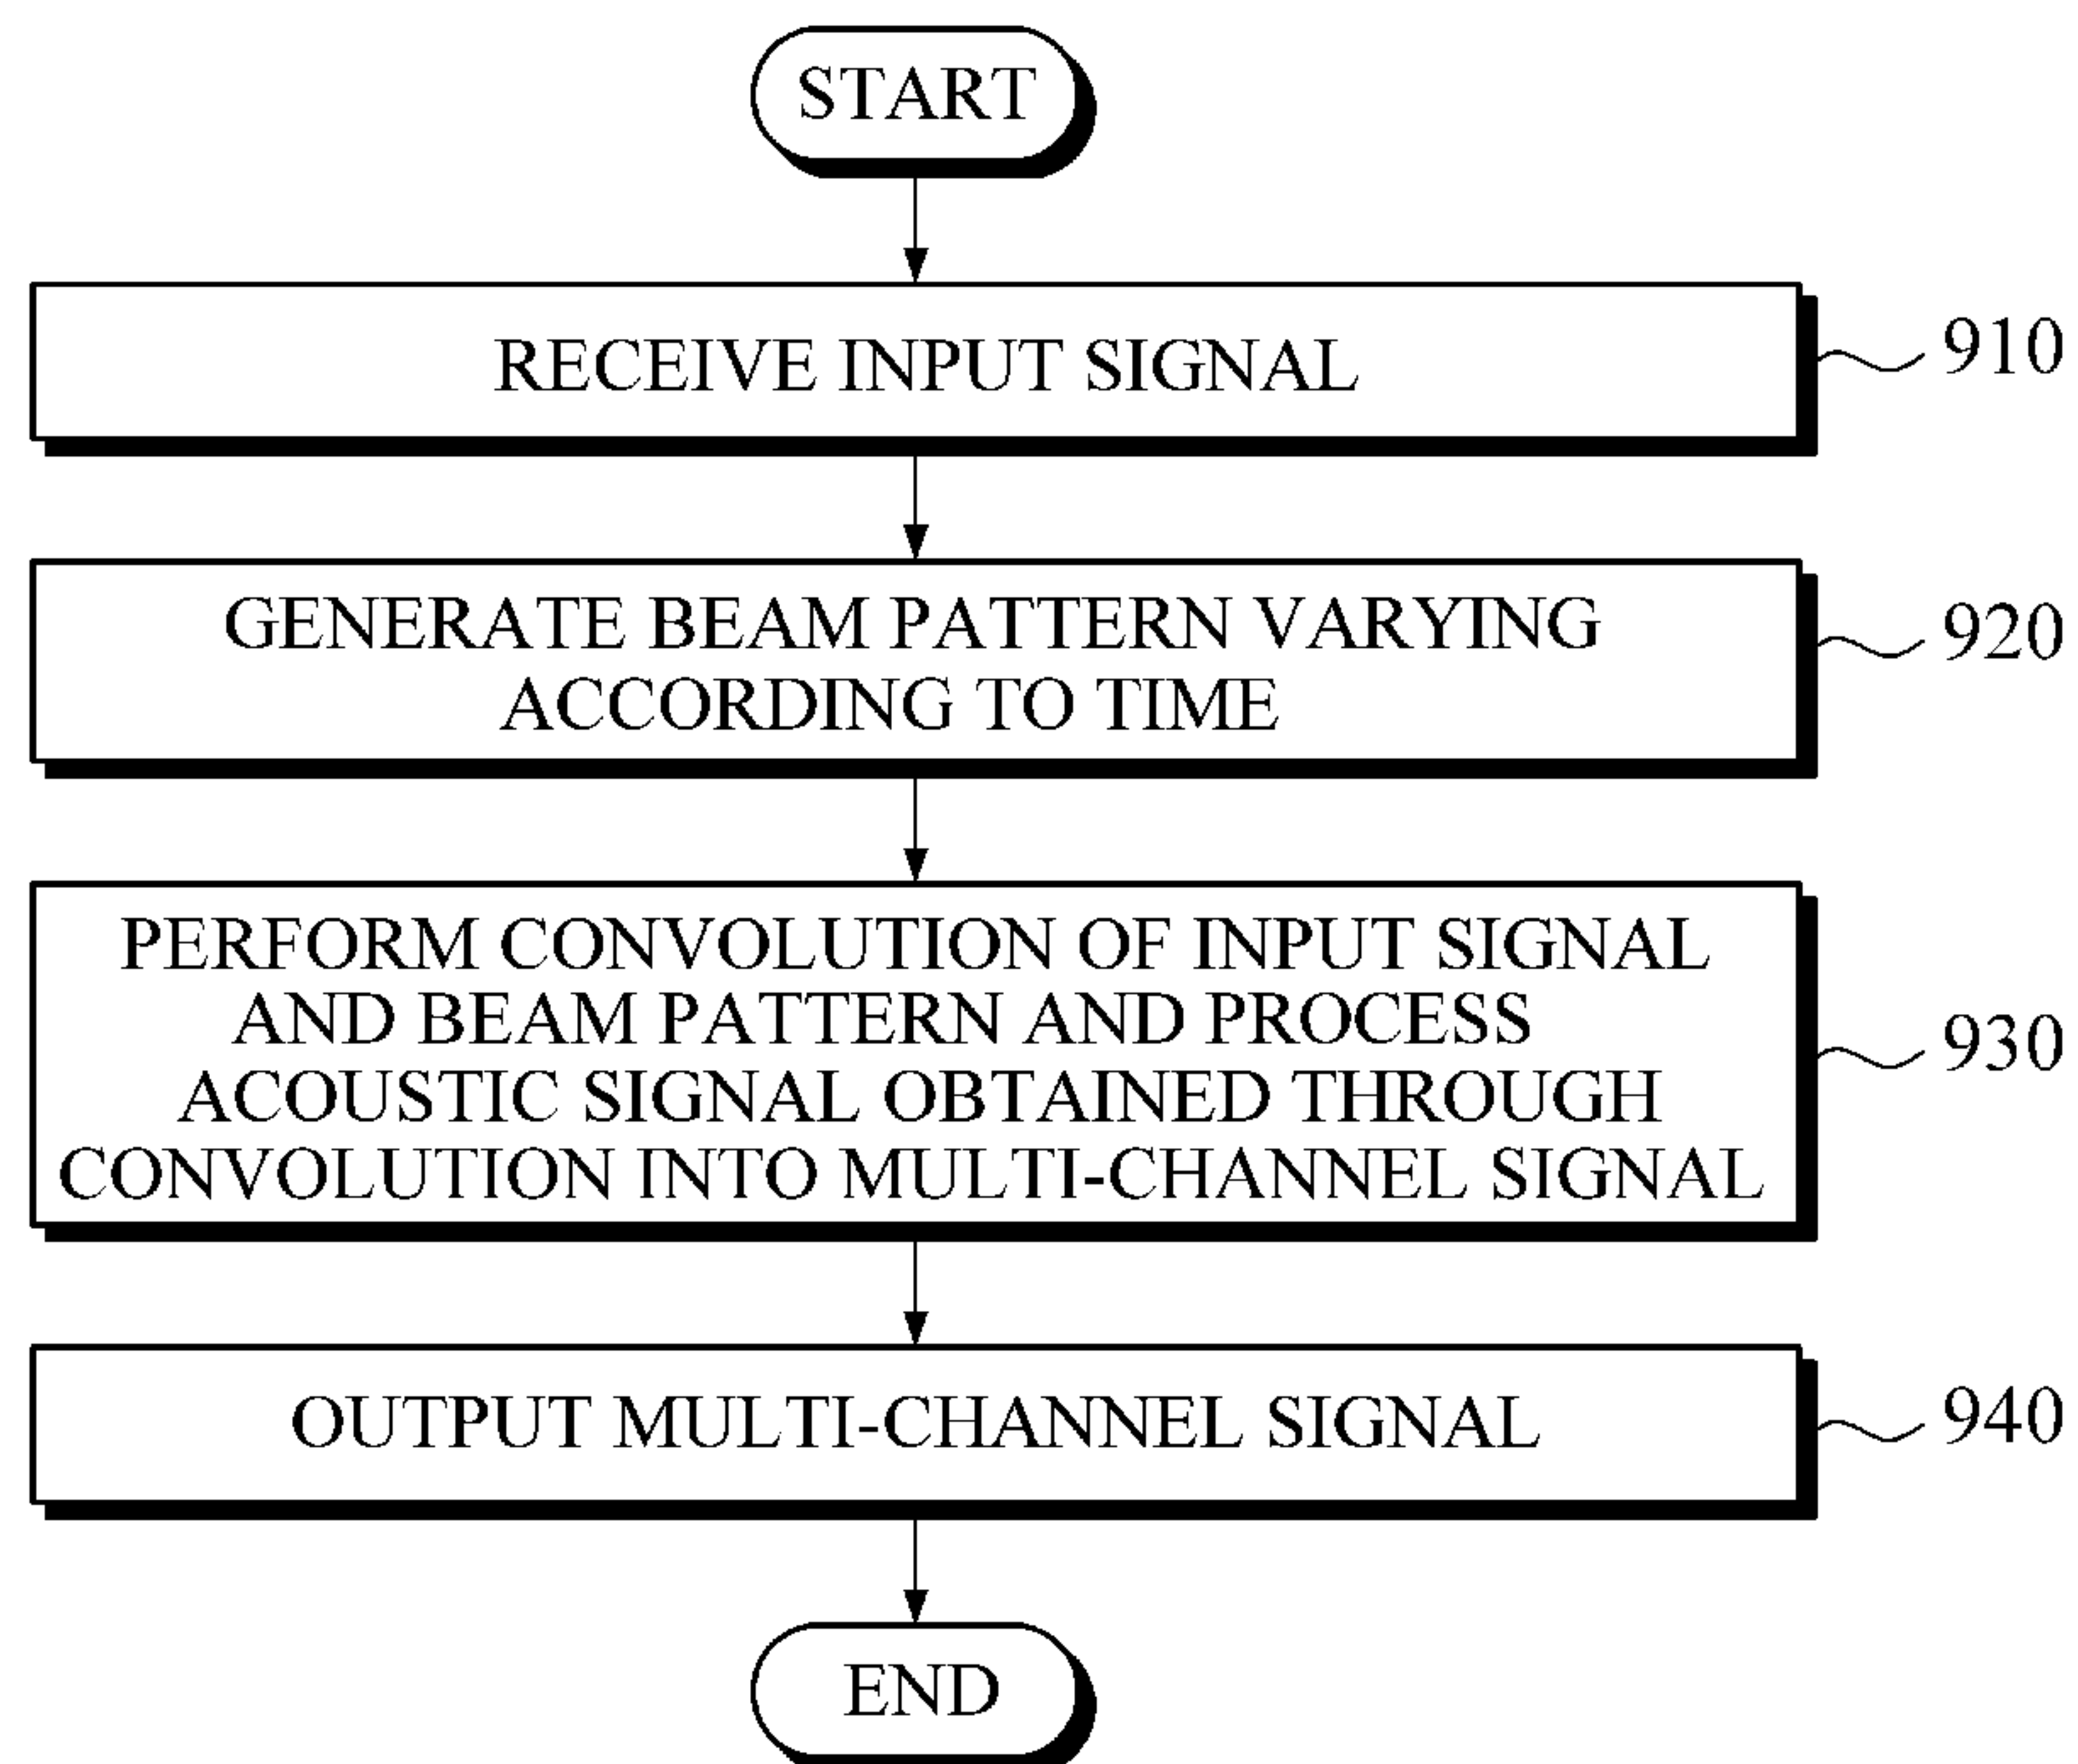 START
RECEIVE INPUT SIGNAL
910
GENERATE BEAM PATTERN VARYING
ACCORDING TO TIME
920
PERFORM CONVOLUTION OF INPUT SIGNAL
AND BEAM PATTERN AND PROCESS
ACOUSTIC SIGNAL OBTAINED THROUGH
CONVOLUTION INTO MULTI-CHANNEL SIGNAL
930
OUTPUT MULTI-CHANNEL SIGNAL
940
END